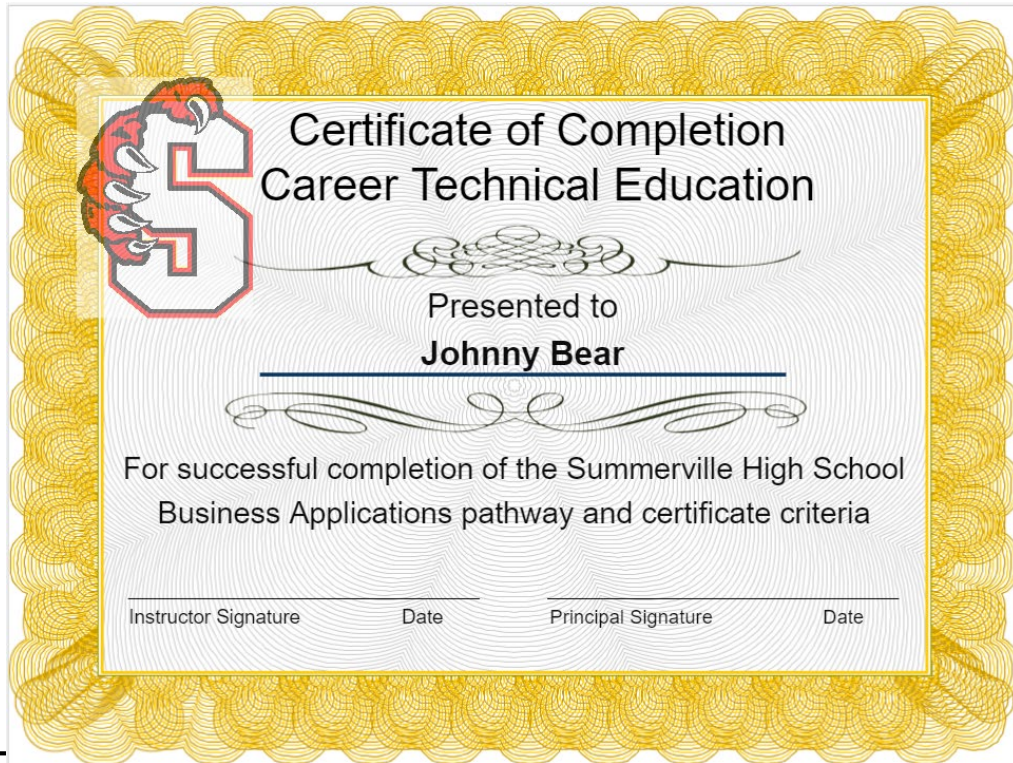 S
Certificate of Completion
Career Technical Education
Presented to
Johnny Bear
For successful completion of the Summerville High School
Business Applications pathway and certificate criteria
Instructor Signature Date Principal Signature Date